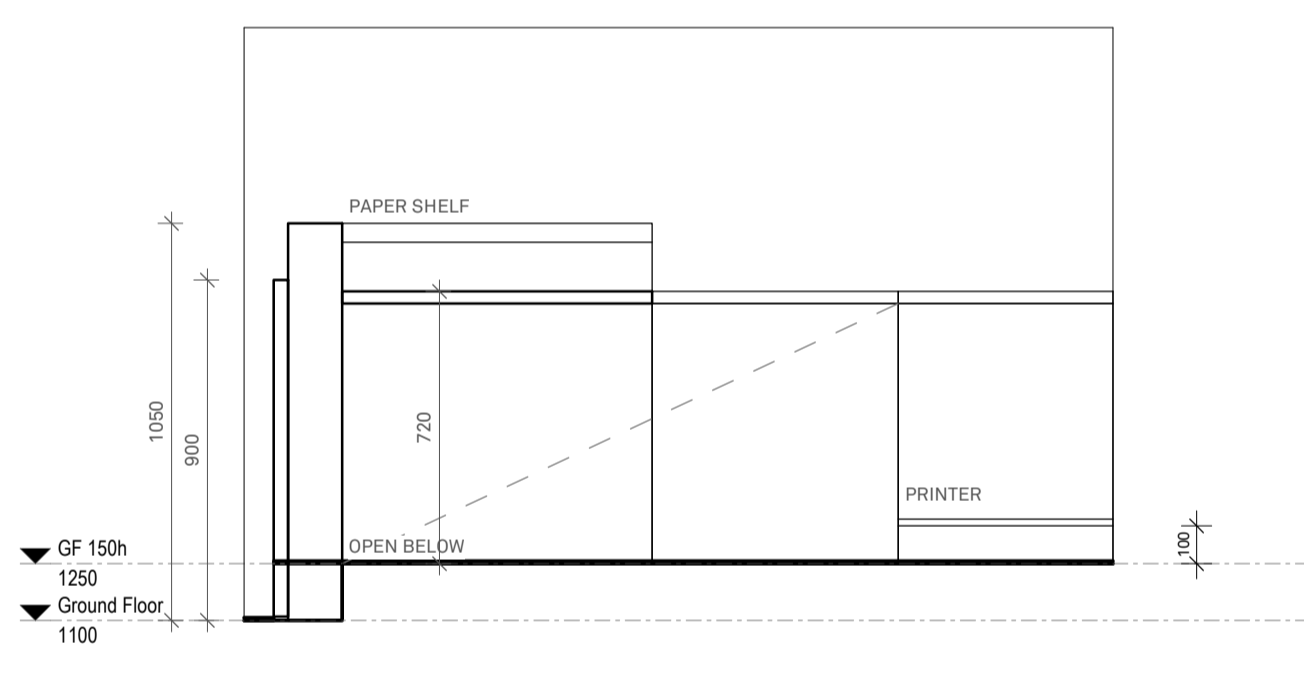 PAPER SHELF
1050
900
720
PRINTER
OPEN BELOW
100
GF 150h
1250
Ground Floor
1100